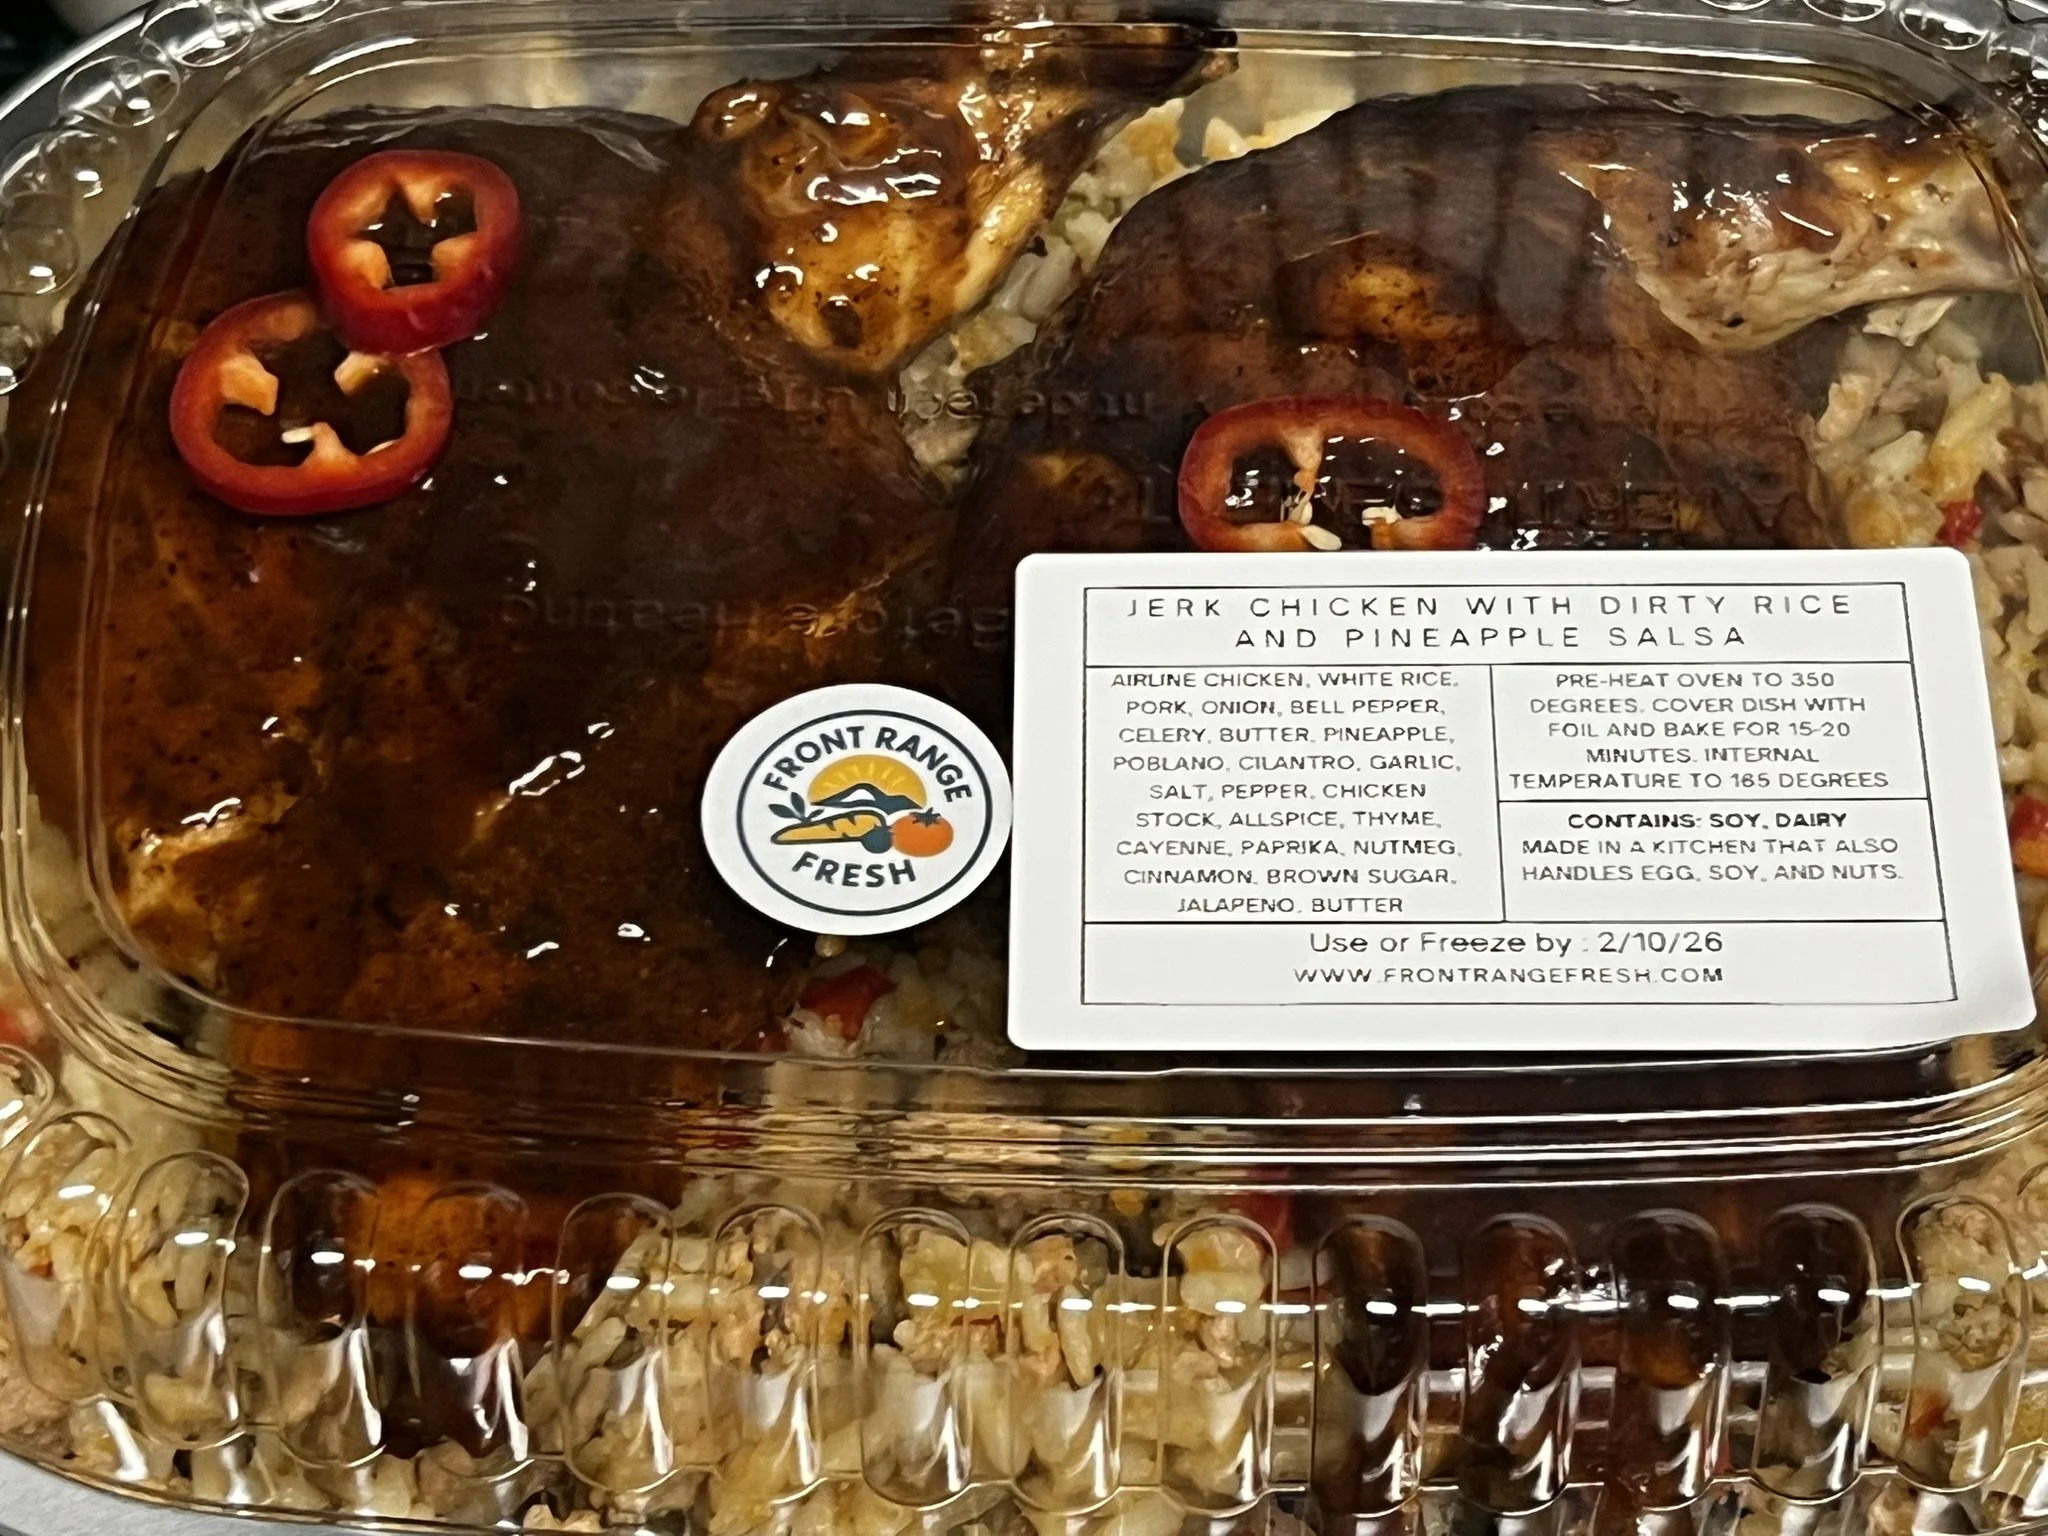 JERK CHICKEN WITH DIRTY RICE
AND PINEAPPLE SALSA
AIRLINE CHICKEN, WHITE RICE,
PORK, ONION, BELL PEPPER,
CELERY, BUTTER, PINEAPPLE,
POBLANO, CILANTRO, GARLIC,
SALT, PEPPER, CHICKEN
STOCK, ALLSPICE, THYME,
CAYENNE, PAPRIKA, NUTMEG,
CINNAMON, BROWN SUGAR,
JALAPENO, BUTTER
PRE-HEAT OVEN TO 350
DEGREES. COVER DISH WITH
FOIL AND BAKE FOR 15-20
MINUTES. INTERNAL
TEMPERATURE TO 165 DEGREES.
CONTAINS: SOY, DAIRY
MADE IN A KITCHEN THAT ALSO
HANDLES EGG, SOY, AND NUTS.
Use or Freeze by : 2/10/26
WWW.FRONTRANGEFRESH.COM
FRONT RANGE
FRESH
Before Heating